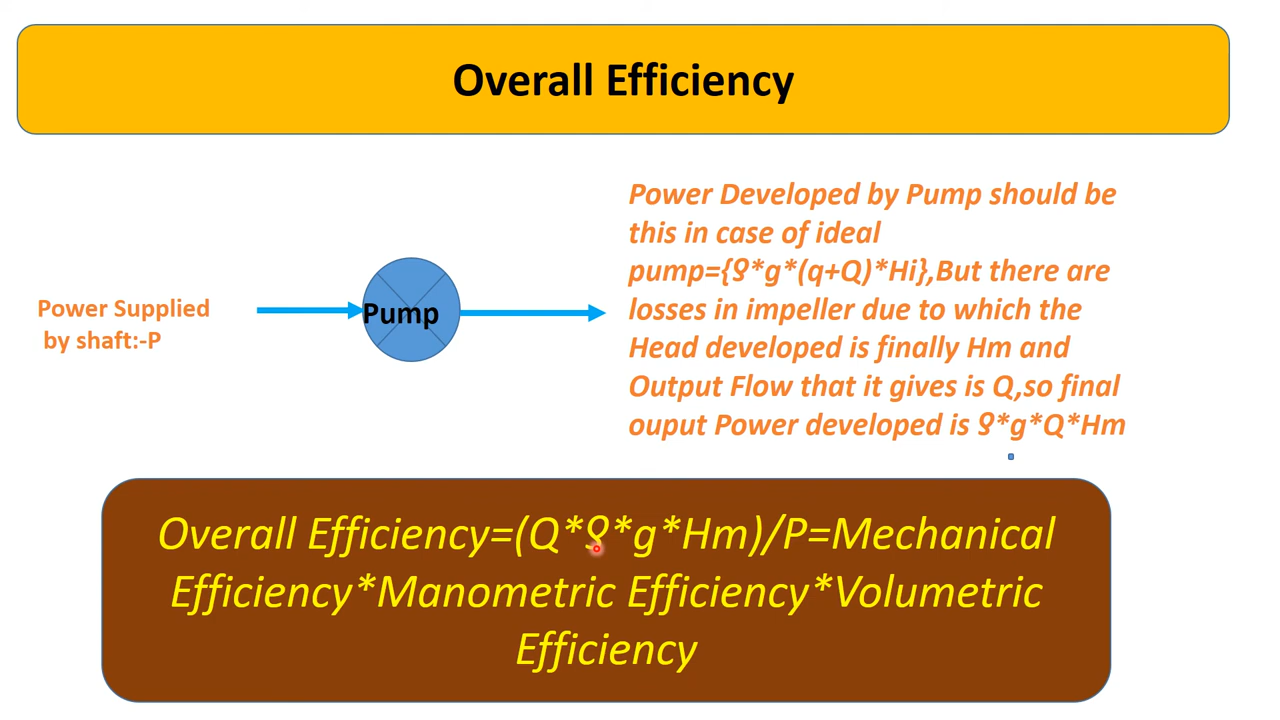 Overall Efficiency
Power Supplied
by shaft:-P
Pump
Power Developed by Pump should be
this in case of ideal
pump={ƍ*g*(q+Q)*Hi},But there are
losses in impeller due to which the
Head developed is finally Hm and
Output Flow that it gives is Q,so final
ouput Power developed is ƍ*g*Q*Hm
Overall Efficiency=(Q*ƍ*g*Hm)/P=Mechanical
Efficiency*Manometric Efficiency*Volumetric
Efficiency